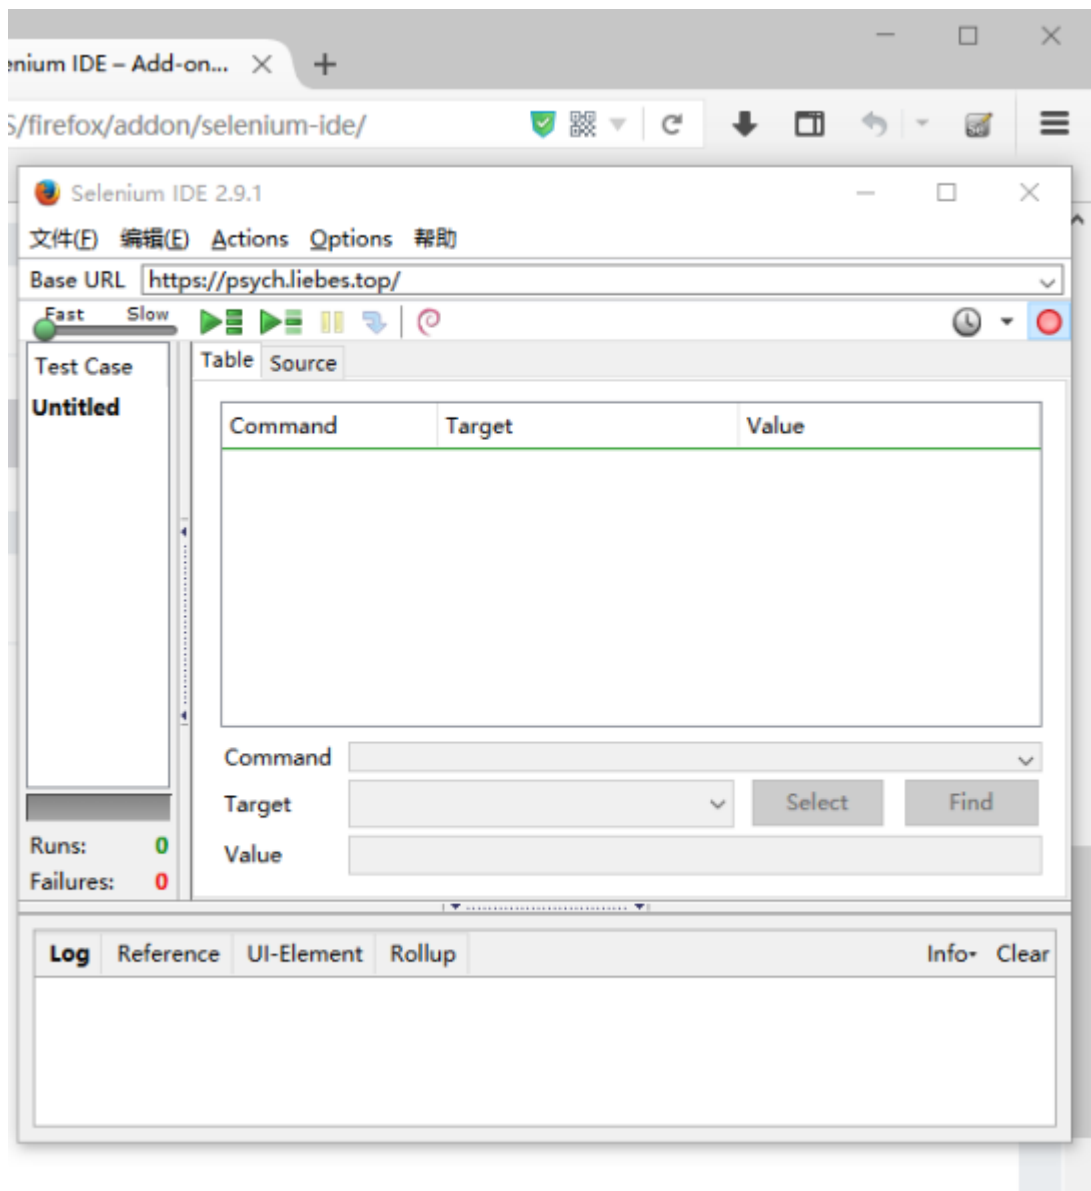 enium IDE – Add-on...
S/firefox/addon/selenium-ide/
Selenium IDE 2.9.1
文件(F) 编辑(E) Actions Options 帮助
Base URL https://psych.liebes.top/
Fast Slow
Test Case
Untitled
Table Source
Command Target Value
Command
Target Select Find
Value
Runs: 0
Failures: 0
Log Reference UI-Element Rollup Info Clear